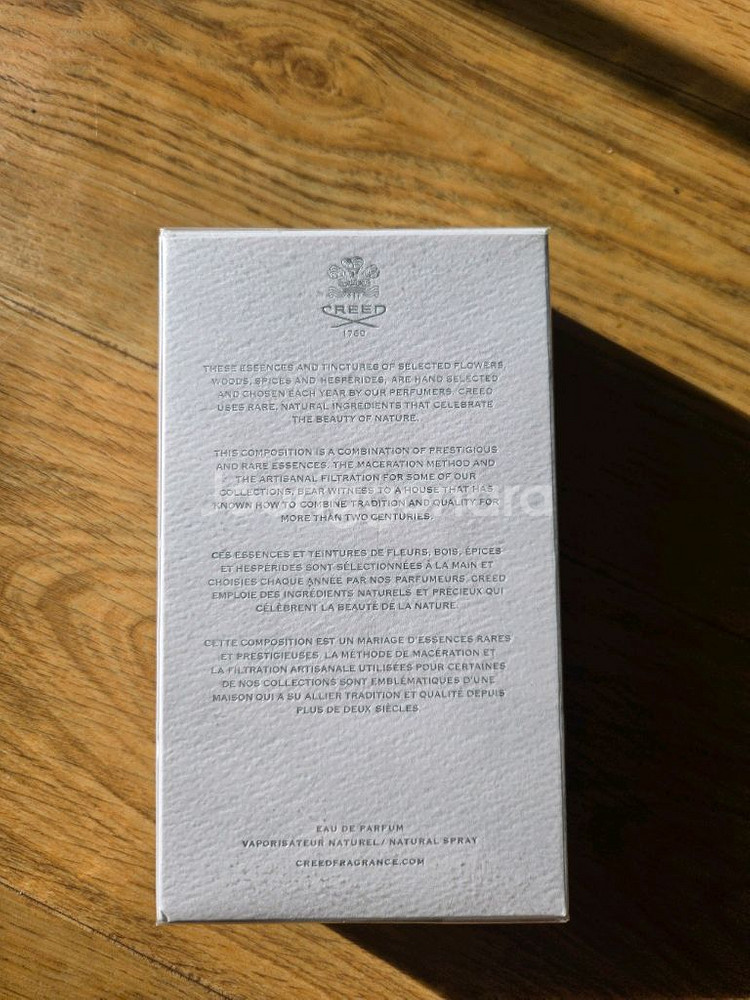 CREED
1760
THESE ESSENCES AND TINCTURES OF SELECTED FLOWERS,
WOODS, SPICES AND HESPERIDES, ARE HAND SELECTED
AND CHOSEN EACH YEAR BY OUR PERFUMERS. CREED
USES RARE, NATURAL INGREDIENTS THAT CELEBRATE
THE BEAUTY OF NATURE.
THIS COMPOSITION IS A COMBINATION OF PRESTIGIOUS
AND RARE ESSENCES. THE MACERATION METHOD AND
THE ARTISANAL FILTRATION FOR SOME OF OUR
COLLECTIONS, BEAR WITNESS TO A HOUSE THAT HAS
KNOWN HOW TO COMBINE TRADITION AND QUALITY FOR
MORE THAN TWO CENTURIES.
CES ESSENCES ET TEINTURES DE FLEURS, BOIS, ÉPICES
ET HESPÉRIDES SONT SÉLECTIONNÉES À LA MAIN ET
CHOISIES CHAQUE ANNÉE PAR NOS PARFUMEURS. CREED
EMPLOIE DES INGRÉDIENTS NATURELS ET PRÉCIEUX QUI
CÉLÈBRENT LA BEAUTÉ DE LA NATURE.
CETTE COMPOSITION EST UN MARIAGE D'ESSENCES RARES
ET PRESTIGIEUSES. LA MÉTHODE DE MACÉRATION ET
LA FILTRATION ARTISANALE UTILISÉES POUR CERTAINES
DE NOS COLLECTIONS SONT EMBLÉMATIQUES D'UNE
MAISON QUI A SU ALLIER TRADITION ET QUALITÉ DEPUIS
PLUS DE DEUX SIÈCLES.
EAU DE PARFUM
VAPORISATEUR NATUREL / NATURAL SPRAY
CREEDFRAGRANCE.COM